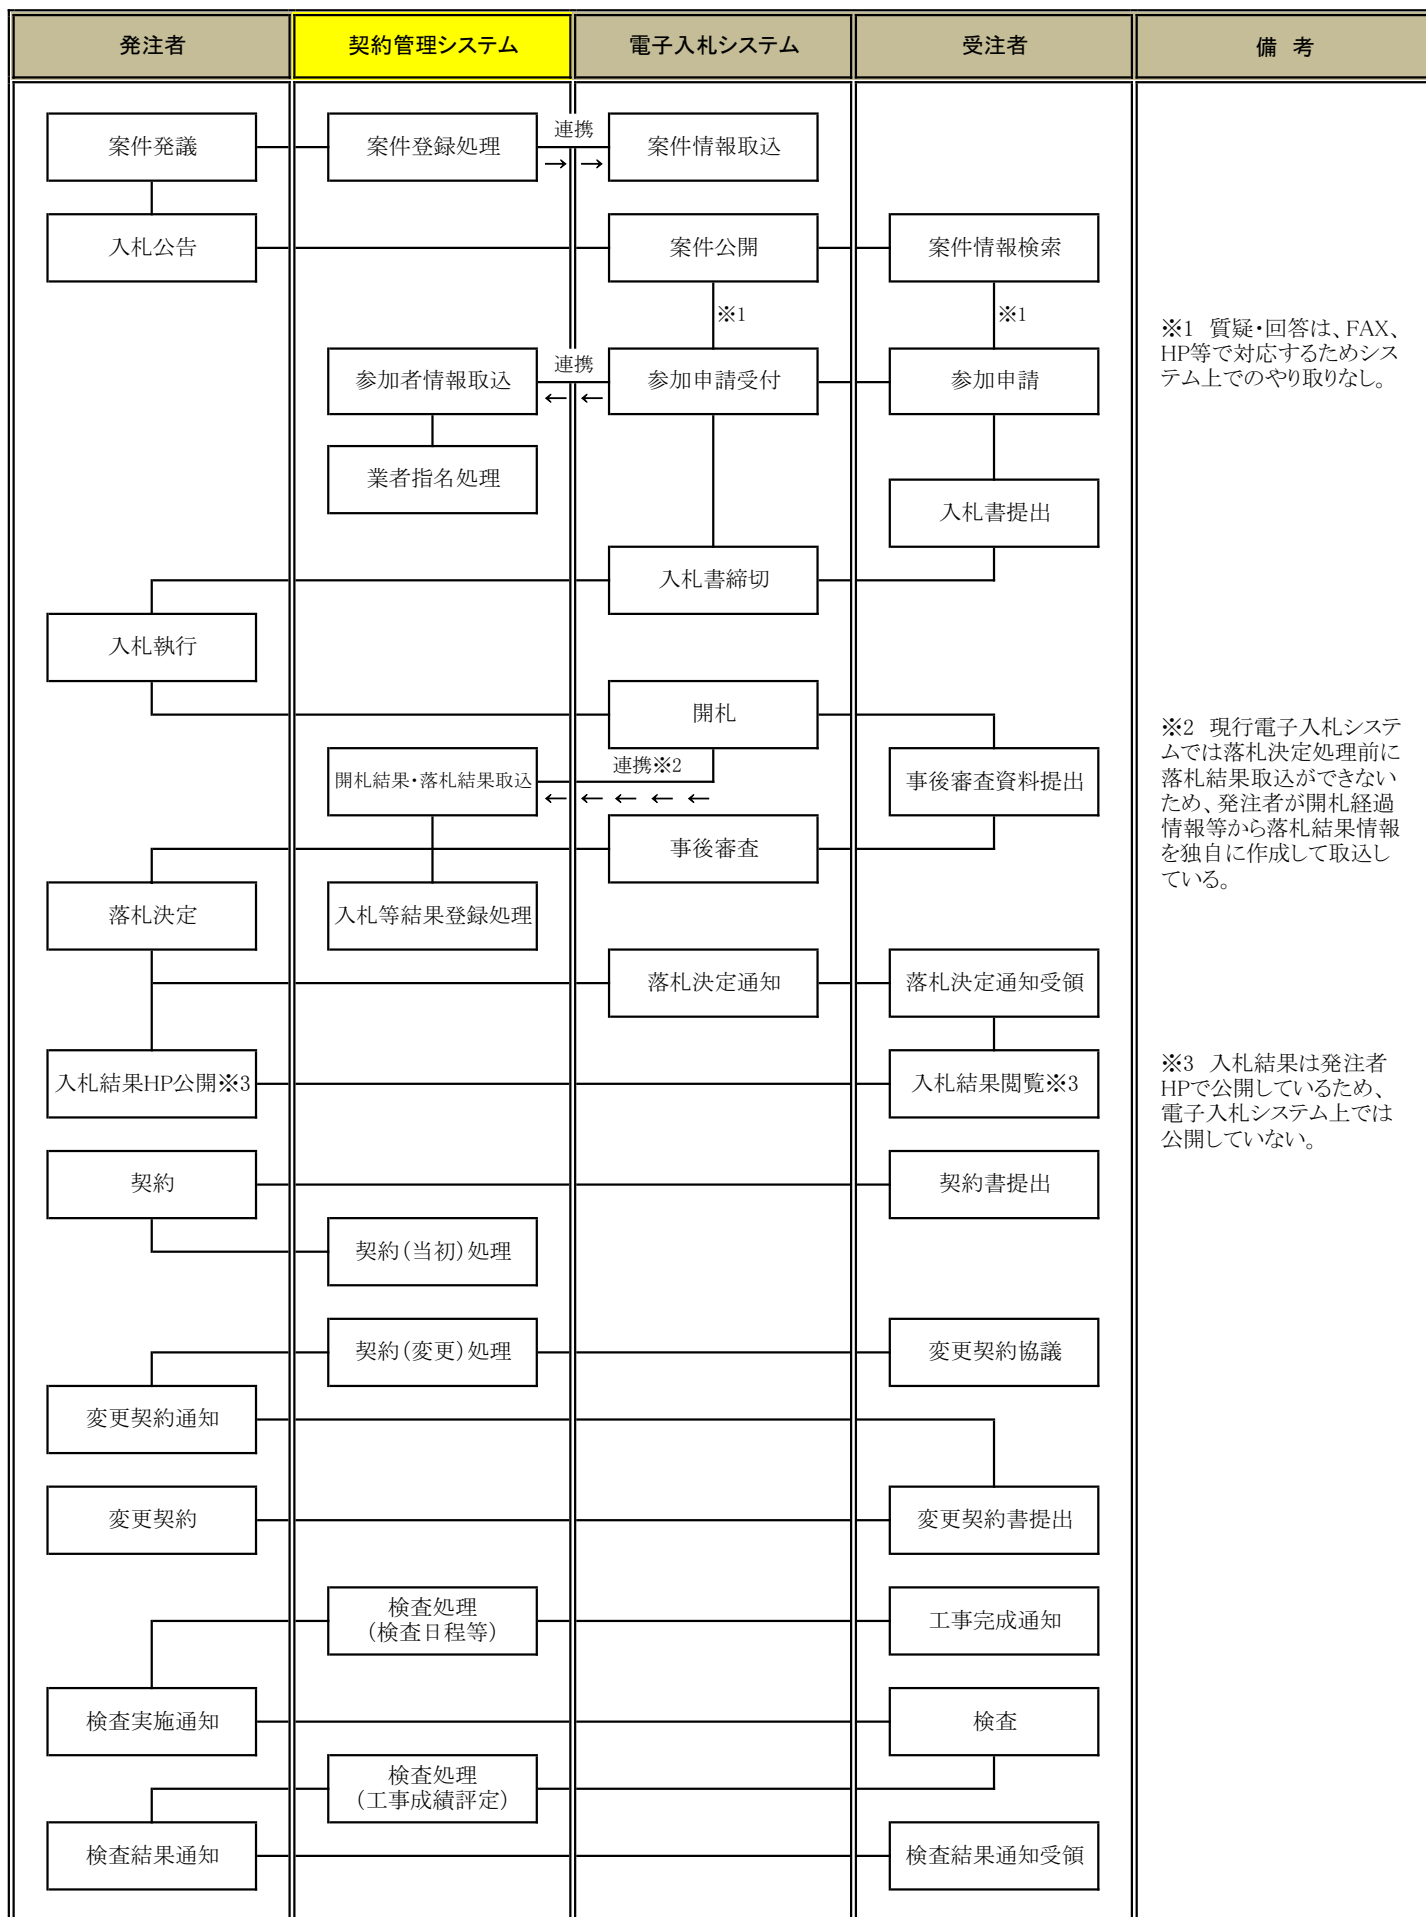 発注者
契約管理システム
電子入札システム
受注者
備 考
案件発議
案件登録処理
連携
→ →
案件情報取込
入札公告
案件公開
案件情報検索
※1
※1
※1 質疑・回答は、FAX、
HP等で対応するためシス
テム上でのやり取りなし。
参加者情報取込
連携
← ←
参加申請受付
参加申請
業者指名処理
入札書提出
入札書締切
入札執行
開札
※2 現行電子入札システ
ムでは落札決定処理前に
落札結果取込ができない
ため、発注者が開札経過
情報等から落札結果情報
を独自に作成して取込し
ている。
連携※2
開札結果・落札結果取込
← ← ← ← ←
事後審査資料提出
事後審査
落札決定
入札等結果登録処理
落札決定通知
落札決定通知受領
入札結果HP公開※3
入札結果閲覧※3
※3 入札結果は発注者
HPで公開しているため、
電子入札システム上では
公開していない。
契約
契約書提出
契約(当初)処理
契約(変更)処理
変更契約協議
変更契約通知
変更契約
変更契約書提出
検査処理
(検査日程等)
工事完成通知
検査実施通知
検査
検査処理
(工事成績評定)
検査結果通知
検査結果通知受領